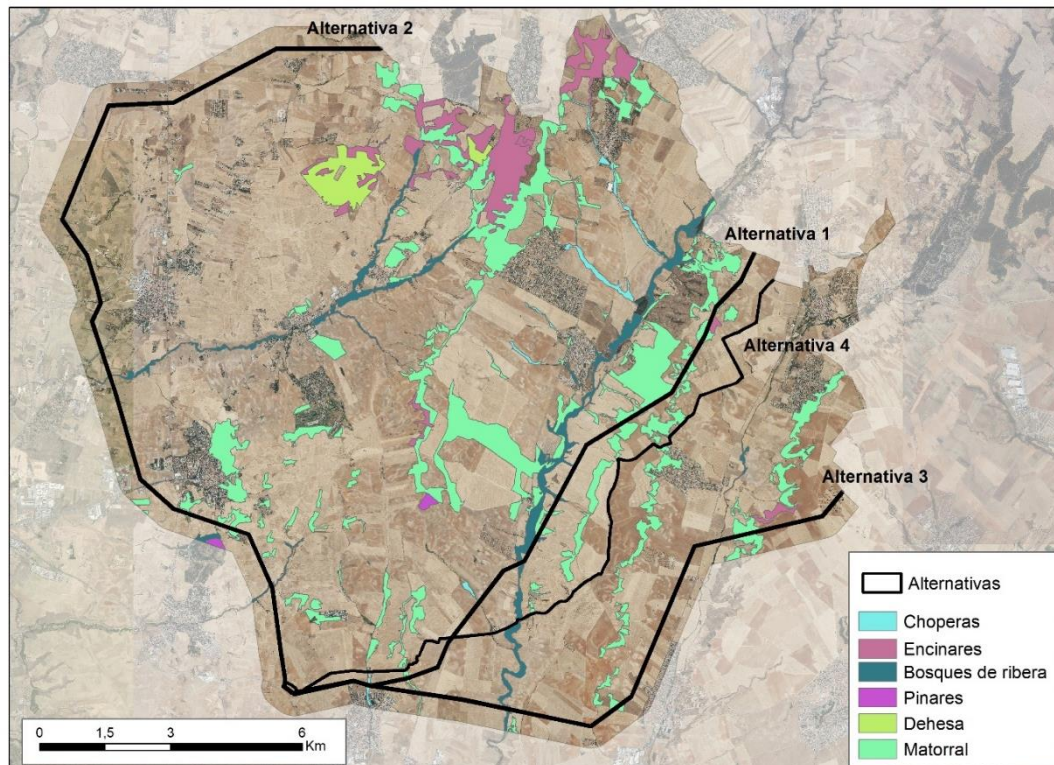 Alternativa 2
Alternativa 1
Alternativa 4
Alternativa 3
Alternativas
Choperas
Encinares
Bosques de ribera
Pinares
Dehesa
Matorral
0 1,5 3 6
Km